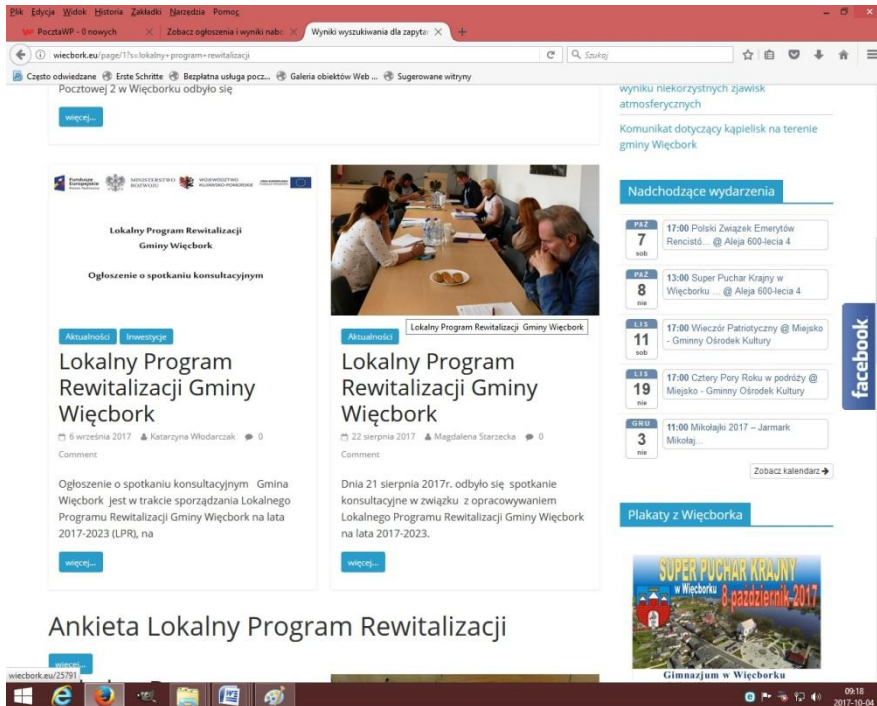 Plik Edycja Widok Historia Zakładki Narzędzia Pomoc
PocztaWP - 0 nowych
Zobacz ogłoszenia i wyniki nabo
Wyniki wyszukiwania dla zapytan
wiecbork.eu/page/1?s=lokalny+program+rewitalizacji
Szukaj
Często odwiedzane Erste Schritte Bezpłatna usługa pocz... Galeria obiektów Web ... Sugerowane witryny
Pocztowej 2 w Więcborku odbyło się
więcej...
Fundusze Europejskie
MINISTERSTWO ROZWOJU
WOJEWÓDZTWO KUJAWSKO-POMORSKIE
Lokalny Program Rewitalizacji
Gminy Więcbork
Ogłoszenie o spotkaniu konsultacyjnym
Aktualności Inwestycje
Lokalny Program
Rewitalizacji Gminy
Więcbork
6 września 2017 Katarzyna Włodarczak 0
Comment
Ogłoszenie o spotkaniu konsultacyjnym Gmina
Więcbork jest w trakcie sporządzania Lokalnego
Programu Rewitalizacji Gminy Więcbork na lata
2017-2023 (LPR), na
więcej...
Lokalny Program Rewitalizacji Gminy Więcbork
Aktualności
Lokalny Program
Rewitalizacji Gminy
Więcbork
22 sierpnia 2017 Magdalena Starzecka 0
Comment
Dnia 21 sierpnia 2017r. odbyło się spotkanie
konsultacyjne w związku z opracowywaniem
Lokalnego Programu Rewitalizacji Gminy Więcbork
na lata 2017-2023.
więcej...
Ankieta Lokalny Program Rewitalizacji
więcej...
wyniku niekorzystnych zjawisk
atmosferycznych
Komunikat dotyczący kąpielisk na terenie
gminy Więcbork
Nadchodzące wydarzenia
PAŹ
7
sob
17:00 Polski Związek Emerytów
Rencistó... @ Aleja 600-lecia 4
PAŹ
8
nie
13:00 Super Puchar Krajny w
Więcborku ... @ Aleja 600-lecia 4
LIS
11
sob
17:00 Wieczór Patriotyczny @ Miejsko
- Gminny Ośrodek Kultury
LIS
19
nie
17:00 Cztery Pory Roku w podróży @
Miejsko - Gminny Ośrodek Kultury
GRU
3
nie
11:00 Mikołajki 2017 – Jarmark
Mikołaj...
Zobacz kalendarz
facebook
Plakaty z Więcborka
SUPER PUCHAR KRAJNY
w Więcborku 8 październik 2017
Gimnazjum w Więcborku
wiecbork.eu/25791
09:18
2017-10-04